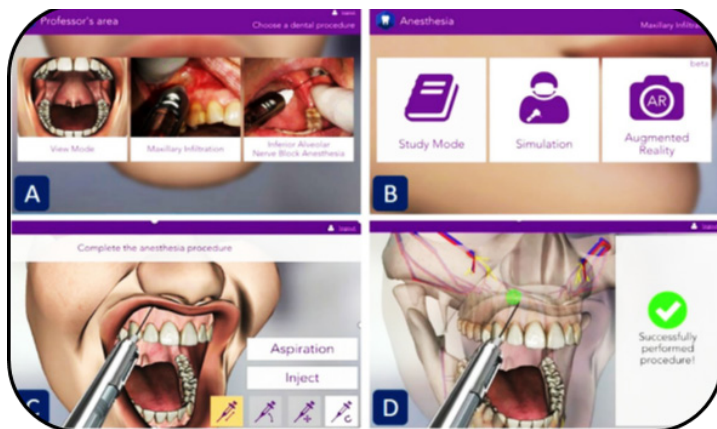 Professor's area
Choose a dental procedure
View Mode
Maxillary Infiltration
Inferior Alveolar
Nerve Block Anesthesia
A
Anesthesia
Maxillary Infiltra
beta
Study Mode
Simulation
AR
Augmented
Reality
B
Complete the anesthesia procedure
Aspiration
Inject
C
Successfully
performed
procedure!
D